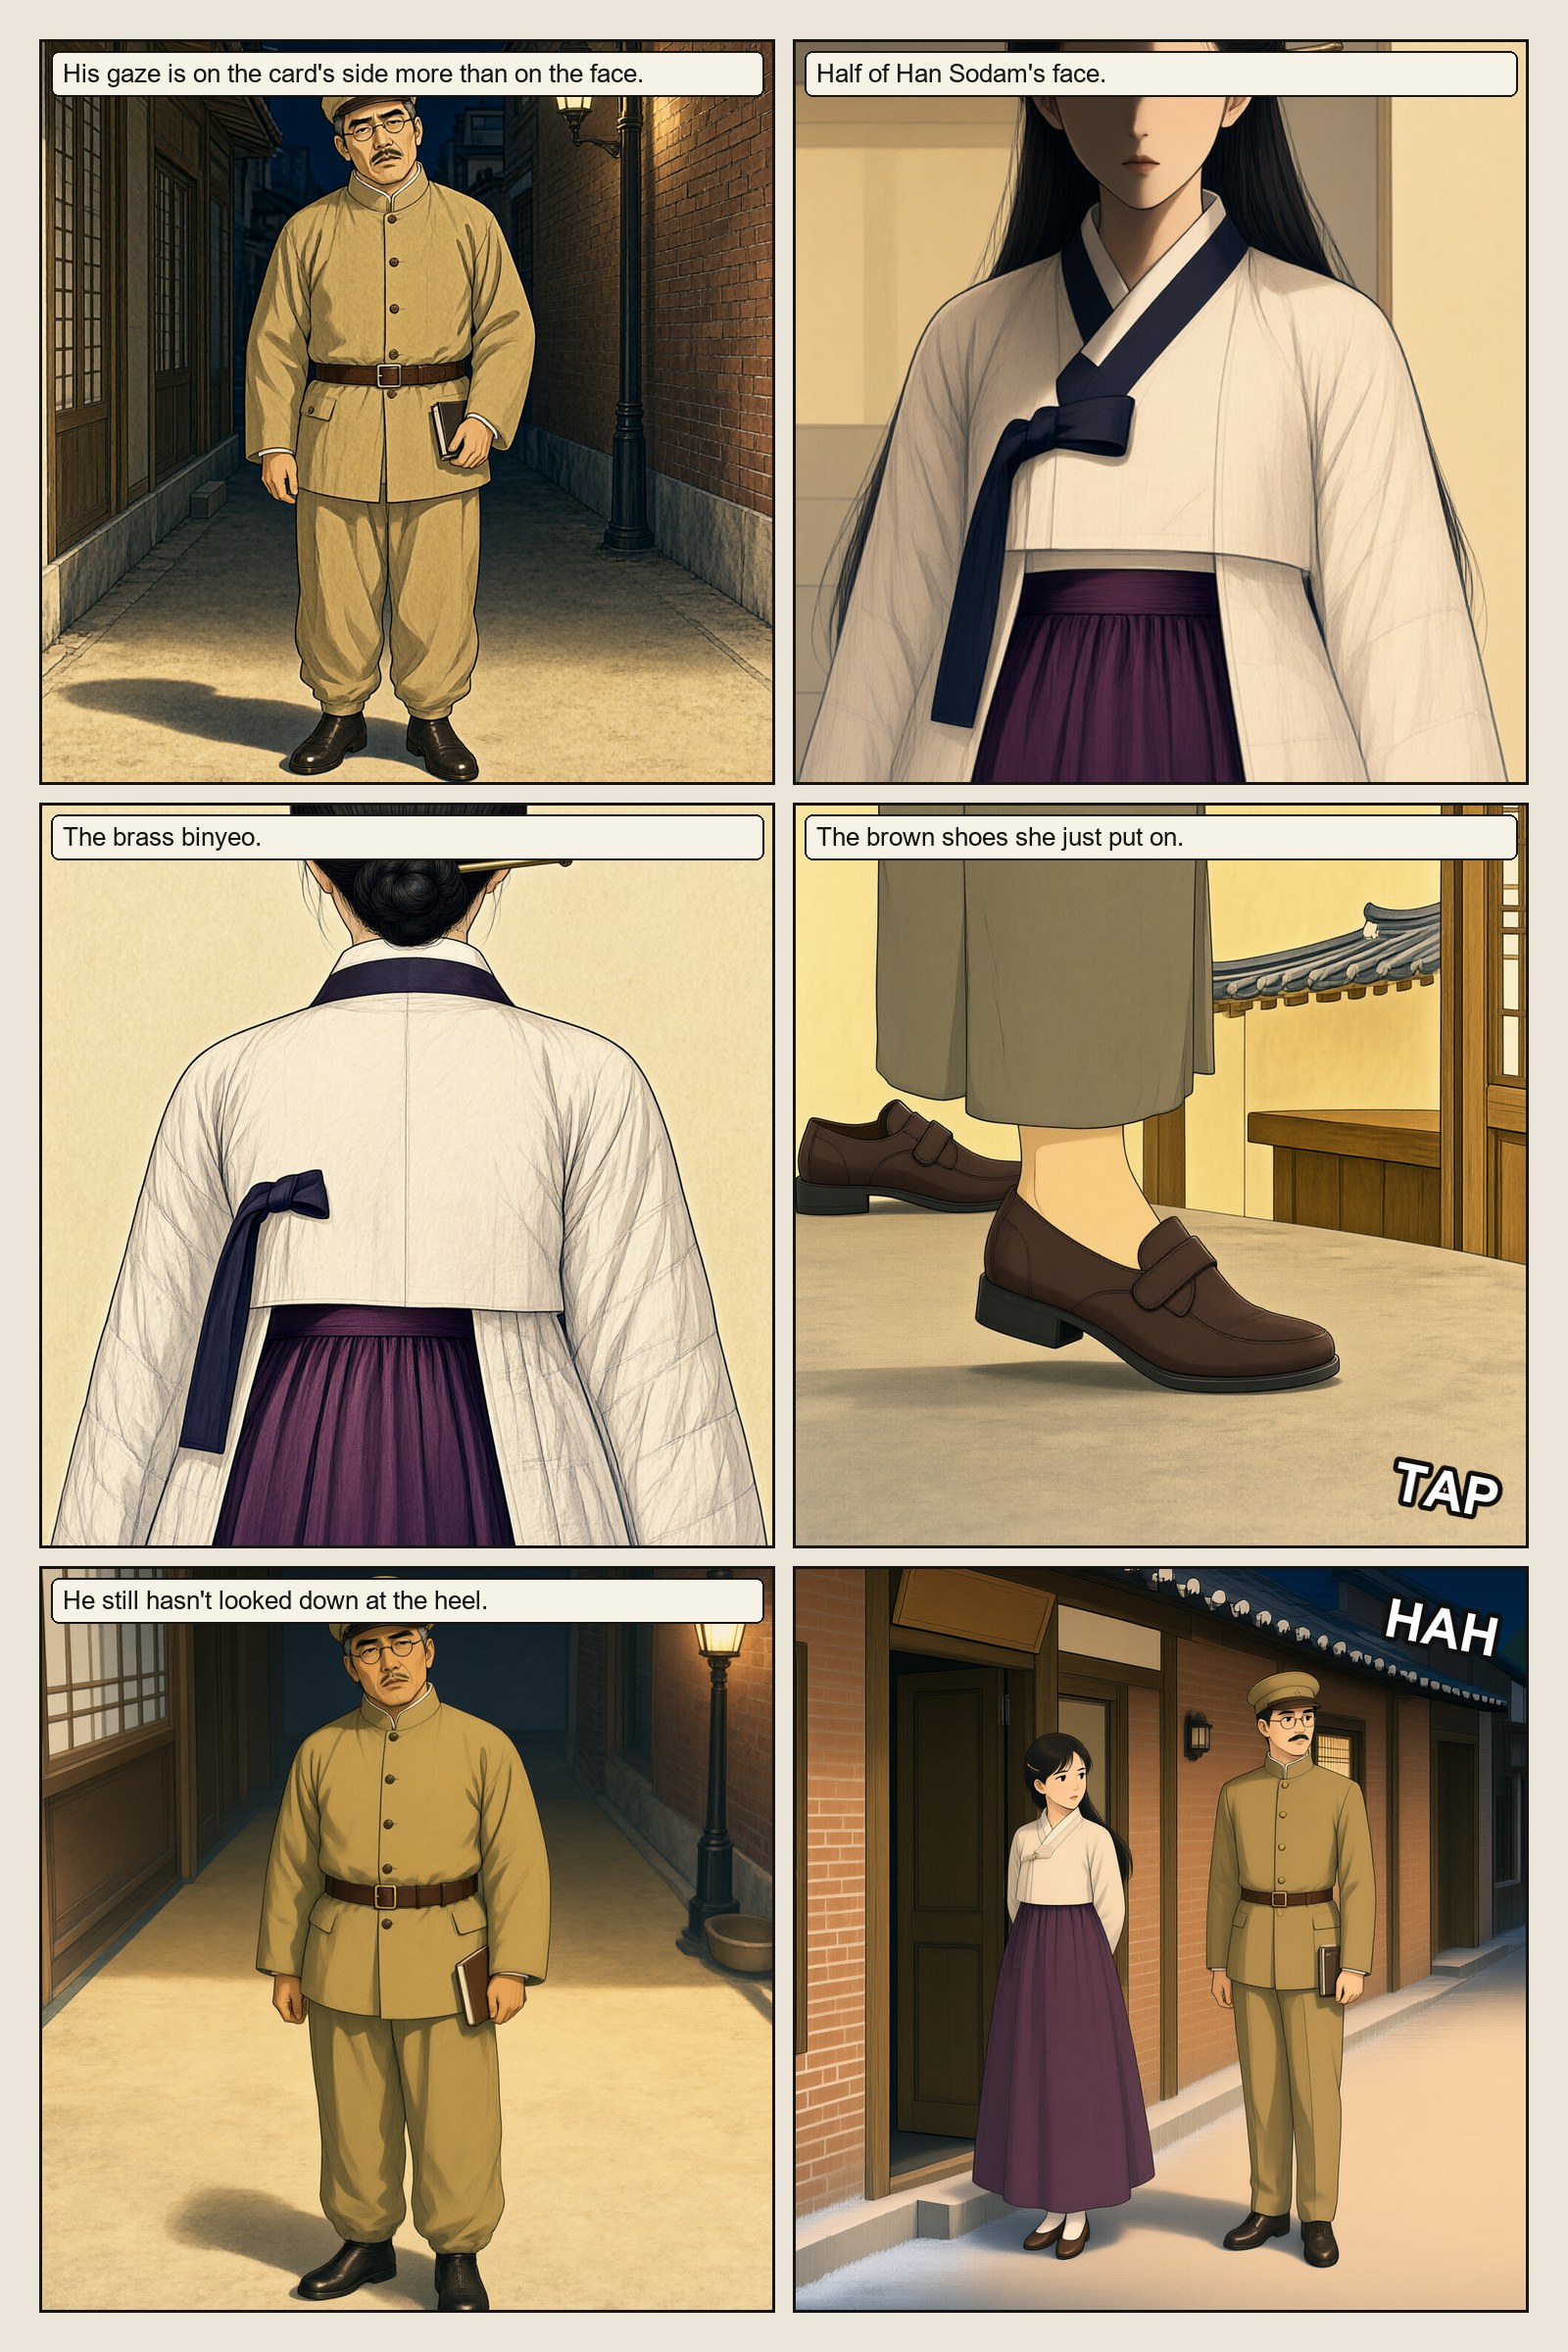 His gaze is on the card's side more than on the face.
Half of Han Sodam's face.
The brass binyeo.
The brown shoes she just put on.
TAP
He still hasn't looked down at the heel.
HAH